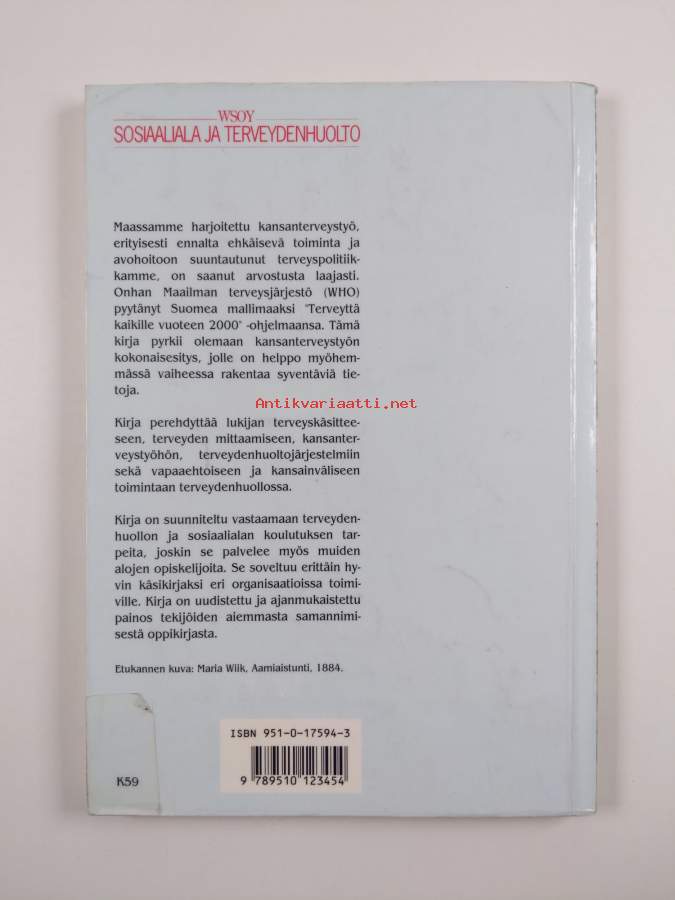 WSOY
SOSIAALIALA JA TERVEYDENHUOLTO
Maassamme harjoitettu kansanterveystyö,
erityisesti ennalta ehkäisevä toiminta ja
avohoitoon suuntautunut terveyspolitiik-
kamme, on saanut arvostusta laajasti.
Onhan Maailman terveysjärjestö (WHO)
pyytänyt Suomea mallimaaksi "Terveyttä
kaikille vuoteen 2000" -ohjelmaansa. Tämä
kirja pyrkii olemaan kansanterveystyön
kokonaisesitys, jolle on helppo myöhem-
mässä vaiheessa rakentaa syventäviä tie-
toja.
Antikvariaatti.net
Kirja perehdyttää lukijan terveyskäsittee-
seen, terveyden mittaamiseen, kansanter-
veystyöhön, terveydenhuoltojärjestelmiin
sekä vapaaehtoiseen ja kansainväliseen
toimintaan terveydenhuollossa.
Kirja on suunniteltu vastaamaan terveyden-
huollon ja sosiaalialan koulutuksen tar-
peita, joskin se palvelee myös muiden
alojen opiskelijoita. Se soveltuu erittäin hy-
vin käsikirjaksi eri organisaatioissa toimi-
ville. Kirja on uudistettu ja ajanmukaistettu
painos tekijöiden aiemmasta samannimi-
sestä oppikirjasta.
Etukannen kuva: Maria Wiik, Aamiaistunti, 1884.
ISBN 951-0-17594-3
9 789510 123454
K59